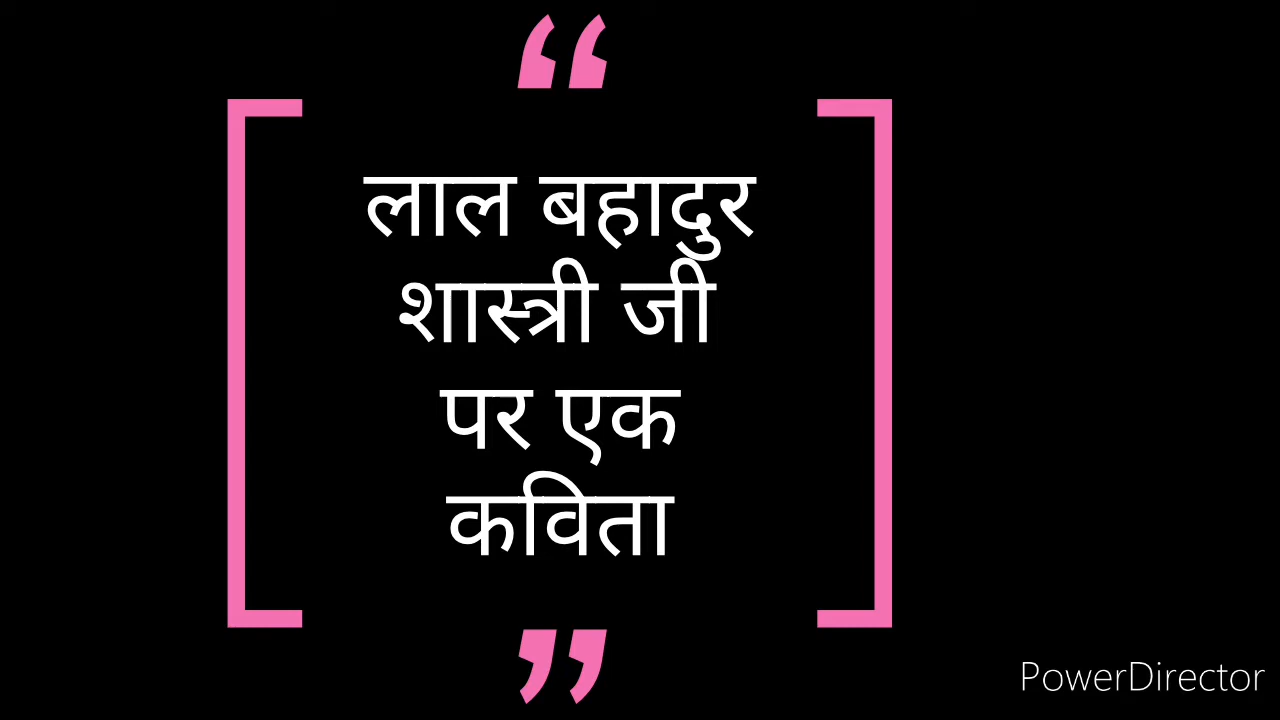 “
लाल बहादुर
शास्त्री जी
पर एक
कविता
”
PowerDirector